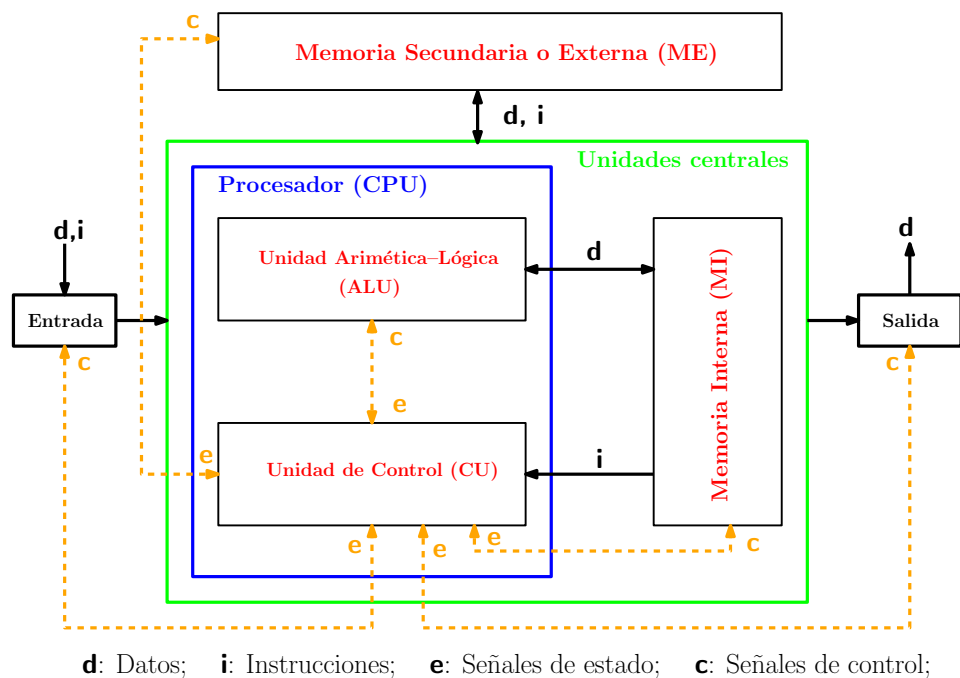 c
Memoria Secundaria o Externa (ME)
d, i
Unidades centrales
Procesador (CPU)
d,i
d
Unidad Arimética–Lógica
(ALU)
d
Memoria Interna (MI)
Entrada
Salida
c
c
c
e
e
Unidad de Control (CU)
i
e
e
e
c
d: Datos; i: Instrucciones; e: Señales de estado; c: Señales de control;